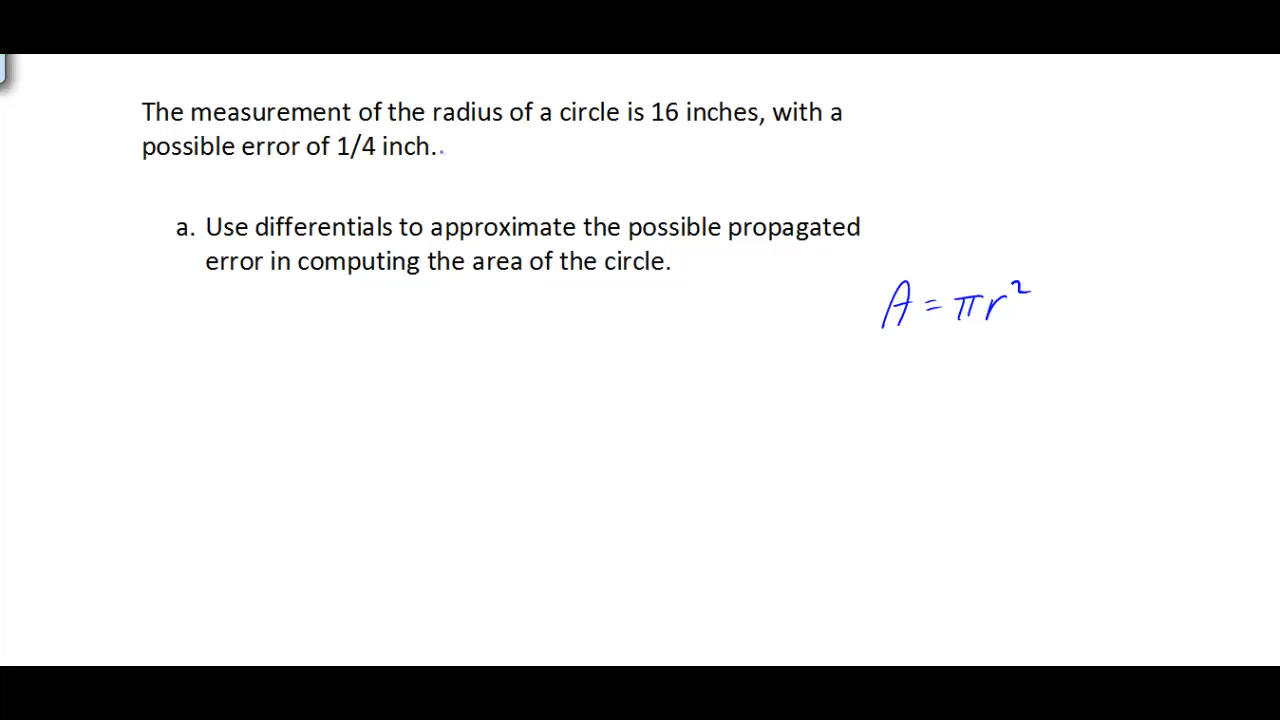 The measurement of the radius of a circle is 16 inches, with a
possible error of 1/4 inch.
a. Use differentials to approximate the possible propagated
error in computing the area of the circle.
A = πr²